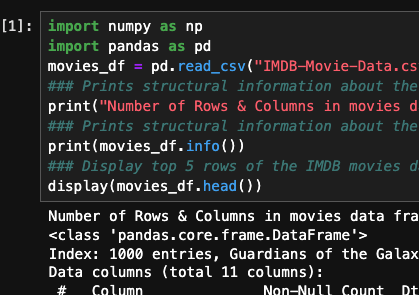 [1]: import numpy as np
import pandas as pd
movies_df = pd.read_csv("IMDB-Movie-Data.cs
### Prints structural information about the
print("Number of Rows & Columns in movies d
### Prints structural information about the
print(movies_df.info())
### Display top 5 rows of the IMDB movies d
display(movies_df.head())
Number of Rows & Columns in movies data fra
<class 'pandas.core.frame.DataFrame'>
Index: 1000 entries, Guardians of the Galax
Data columns (total 11 columns):
#   Column   Non-Null Count  Dt